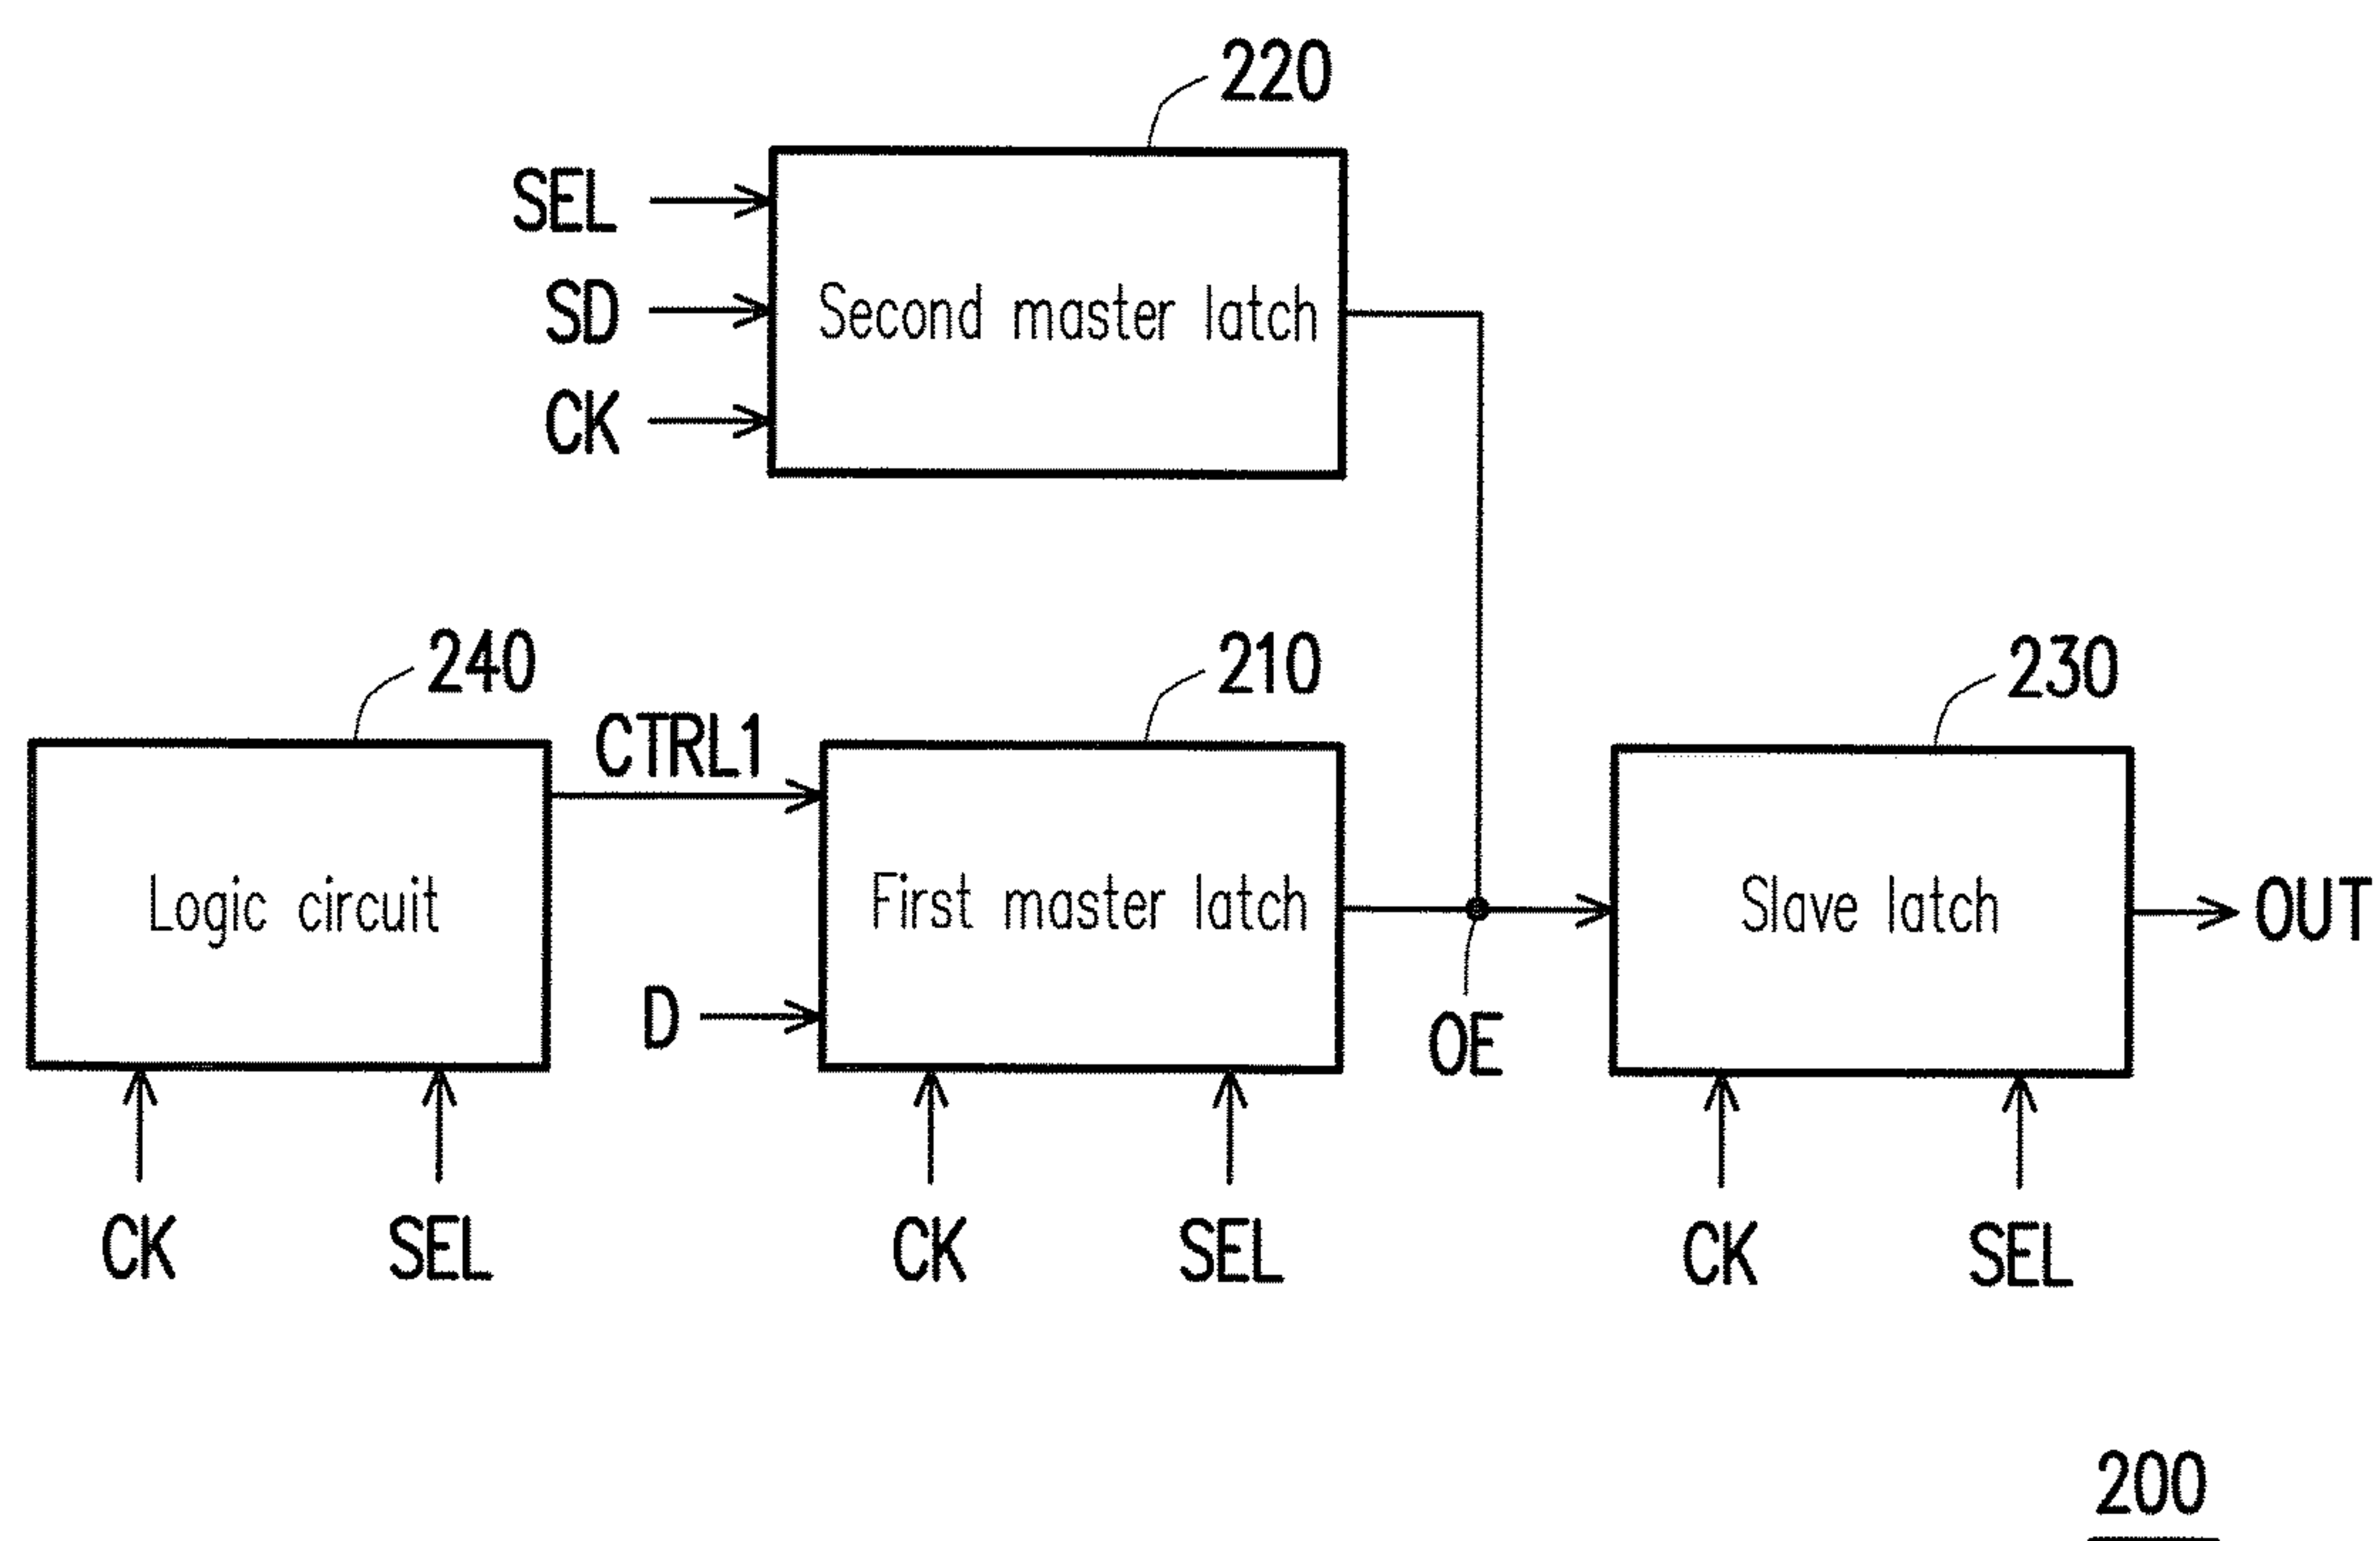 220
SEL
SD
Second master latch
CK
240
210
230
CTRL1
Logic circuit
First master latch
Slave latch
OUT
D
OE
CK
SEL
CK
SEL
CK
SEL
200